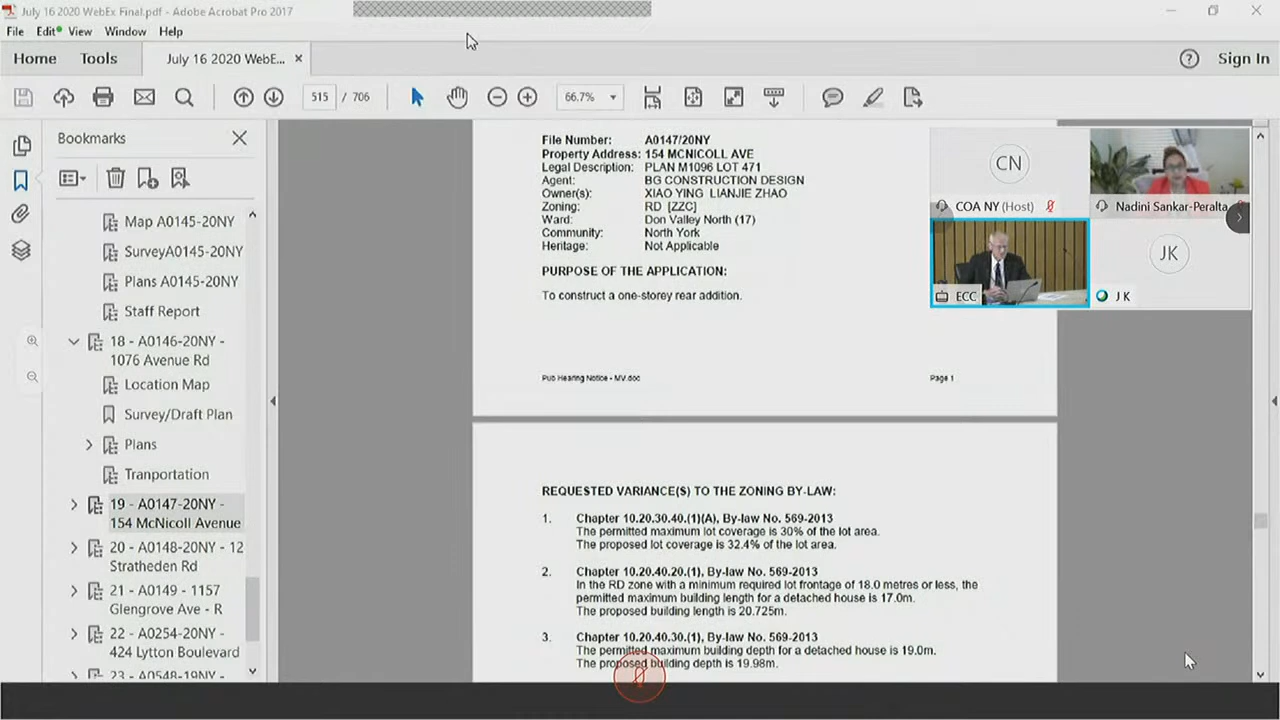 July 16 2020 WebEx Final.pdf - Adobe Acrobat Pro 2017
File Edit View Window Help
Home Tools July 16 2020 WebE... × Sign In
515 / 706 66.7%
Bookmarks
Map A0145-20NY
SurveyA0145-20NY
Plans A0145-20NY
Staff Report
18 - A0146-20NY -
1076 Avenue Rd
Location Map
Survey/Draft Plan
Plans
Tranportation
19 - A0147-20NY -
154 McNicoll Avenue
20 - A0148-20NY - 12
Stratheden Rd
21 - A0149 - 1157
Glengrove Ave - R
22 - A0254-20NY -
424 Lytton Boulevard
23 - A0548-19NY -
File Number: A0147/20NY
Property Address: 154 MCNICOLL AVE
Legal Description: PLAN M1096 LOT 471
Agent: BG CONSTRUCTION DESIGN
Owner(s): XIAO YING LIANJIE ZHAO
Zoning: RD [ZZC]
Ward: Don Valley North (17)
Community: North York
Heritage: Not Applicable
PURPOSE OF THE APPLICATION:
To construct a one-storey rear addition.
Pub Hearing Notice - MV.doc Page 1
REQUESTED VARIANCE(S) TO THE ZONING BY-LAW:
1. Chapter 10.20.30.40.(1)(A), By-law No. 569-2013
The permitted maximum lot coverage is 30% of the lot area.
The proposed lot coverage is 32.4% of the lot area.
2. Chapter 10.20.40.20.(1), By-law No. 569-2013
In the RD zone with a minimum required lot frontage of 18.0 metres or less, the
permitted maximum building length for a detached house is 17.0m.
The proposed building length is 20.725m.
3. Chapter 10.20.40.30.(1), By-law No. 569-2013
The permitted maximum building depth for a detached house is 19.0m.
The proposed building depth is 19.98m.
CN
COA NY (Host)
Nadini Sankar-Peralta
ECC
JK
J K